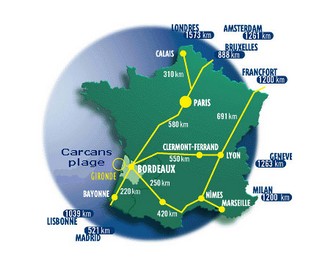 LONDRES
1573 km
AMSTERDAM
1261 km
BRUXELLES
888 km
CALAIS
FRANCFORT
1200 km
310 km
PARIS
580 km
691 km
CLERMONT-FERRAND
550 km
LYON
GENEVE
1263 km
Carcans
plage
GIRONDE
BORDEAUX
250 km
220 km
BAYONNE
NÎMES
MARSEILLE
MILAN
1200 km
420 km
1039 km
LISBONNE
521 km
MADRID